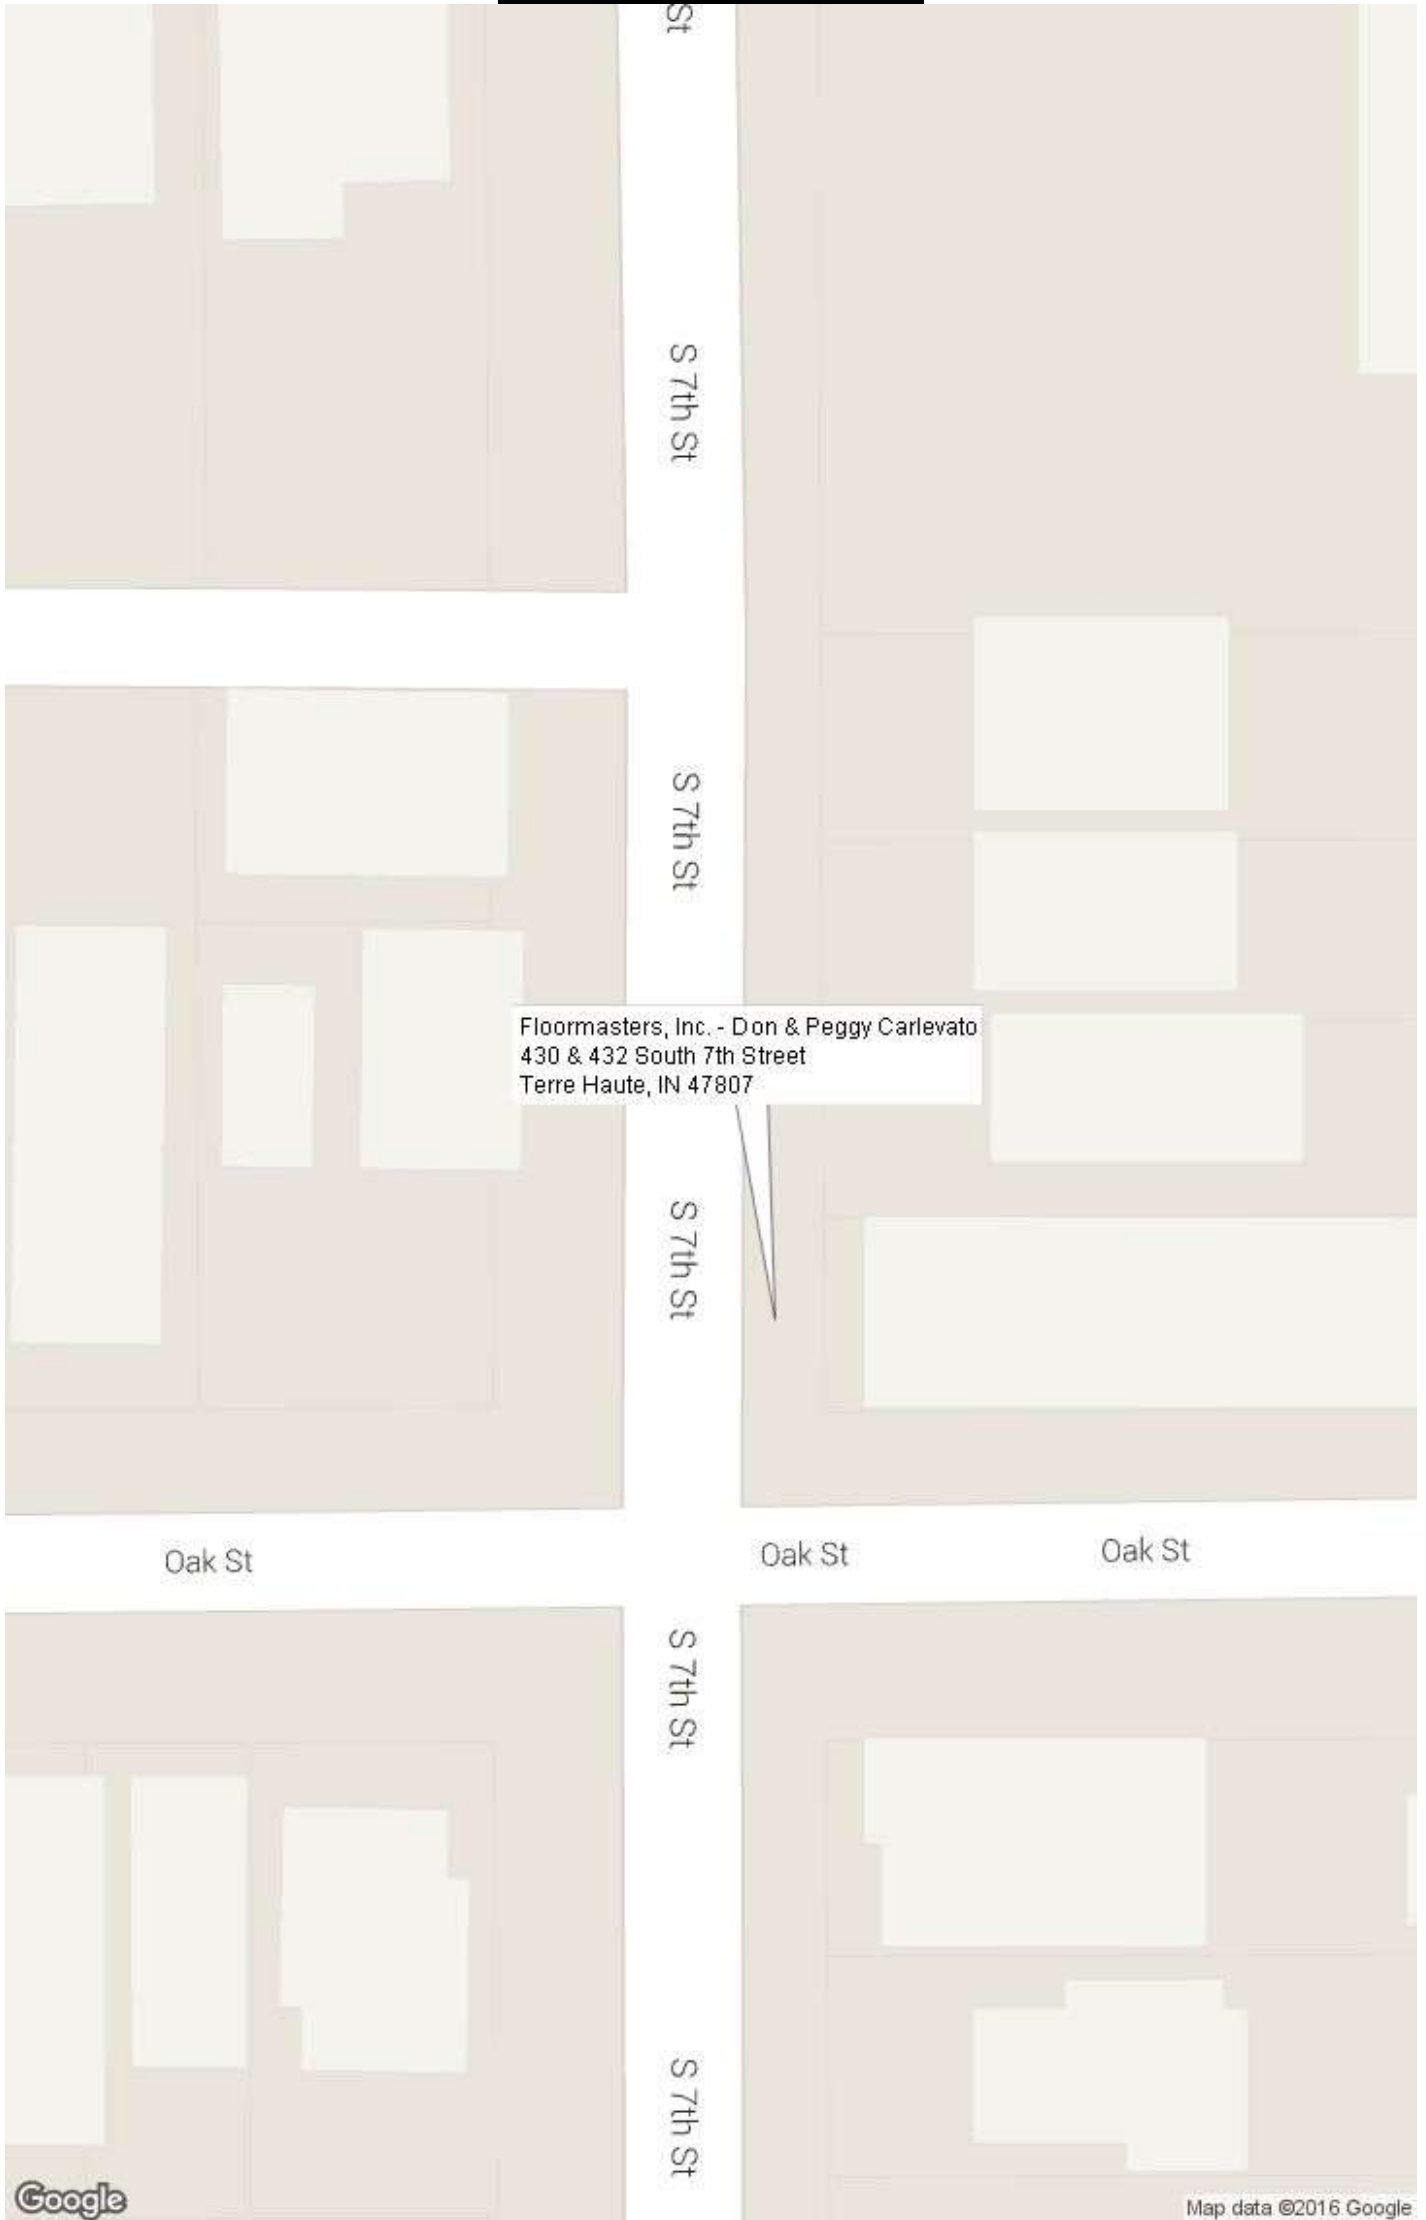 St
S 7th St
S 7th St
Floormasters, Inc. - Don & Peggy Carlevato
430 & 432 South 7th Street
Terre Haute, IN 47807
S 7th St
Oak St
Oak St
Oak St
S 7th St
S 7th St
Google
Map data ©2016 Google